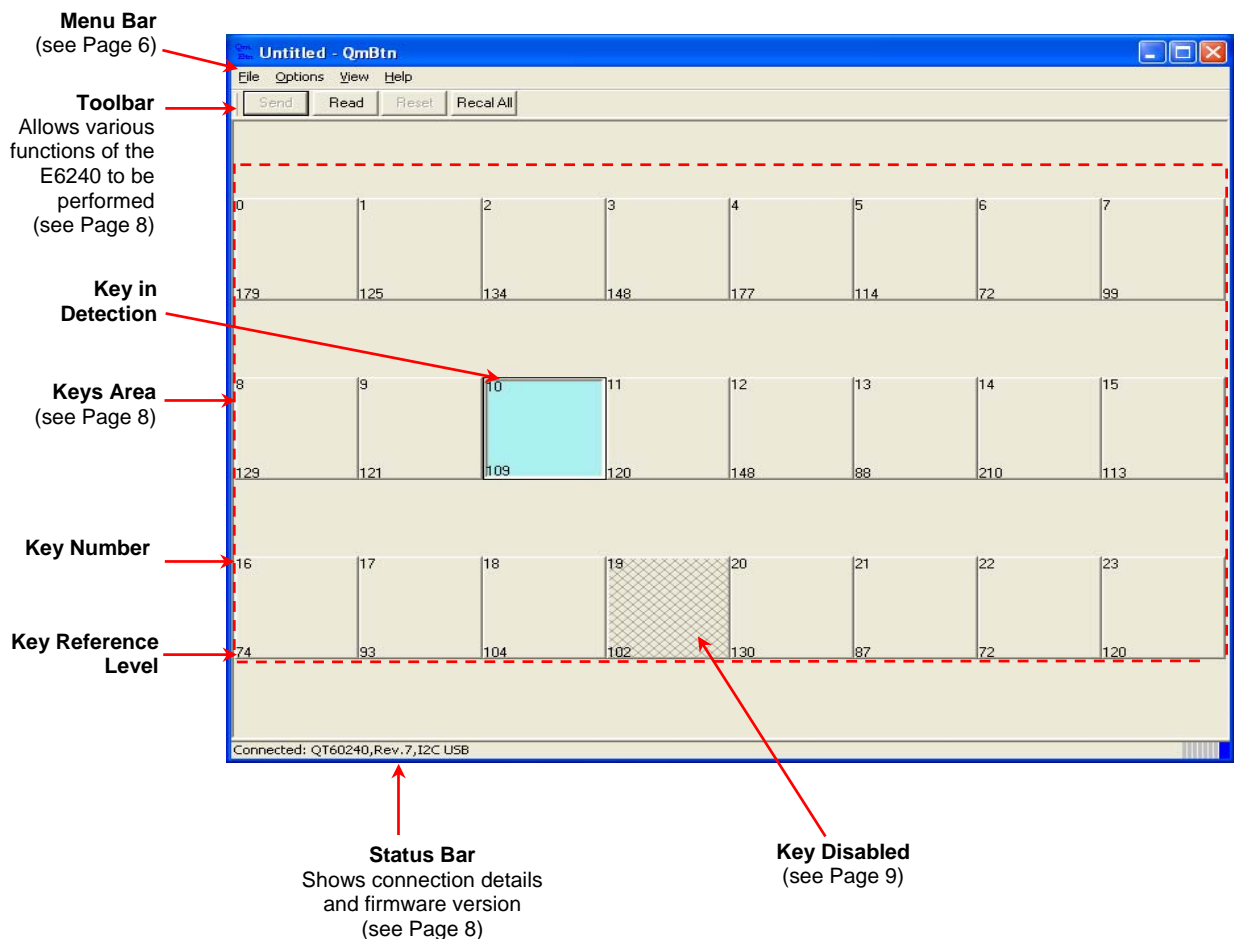 Menu Bar
(see Page 6)
Qm
Btn
Untitled - QmBtn
File Options View Help
Send Read Reset Recal All
Toolbar
Allows various
functions of the
E6240 to be
performed
(see Page 8)
0 1 2 3 4 5 6 7
179 125 134 148 177 114 72 99
Key in
Detection
8 9 10 11 12 13 14 15
129 121 109 120 148 88 210 113
Keys Area
(see Page 8)
Key Number
16 17 18 19 20 21 22 23
74 93 104 102 130 87 72 120
Key Reference
Level
Connected: QT60240,Rev.7,I2C USB
Status Bar
Shows connection details
and firmware version
(see Page 8)
Key Disabled
(see Page 9)